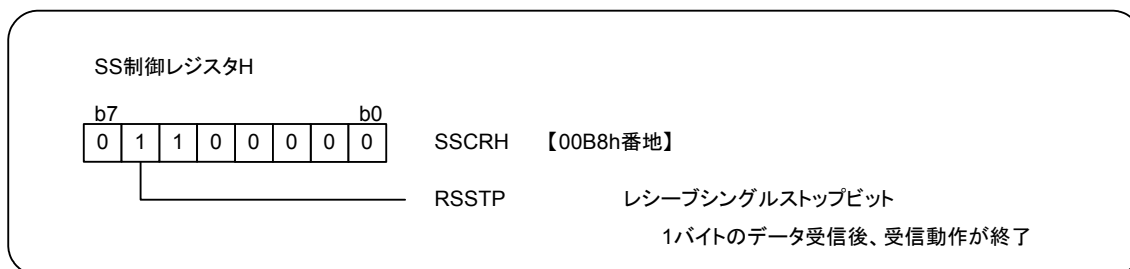 SS制御レジスタH
b7 b0
0 1 1 0 0 0 0 0 SSCRH 【00B8h番地】
RSSTP レシーブシングルストップビット
1バイトのデータ受信後、受信動作が終了